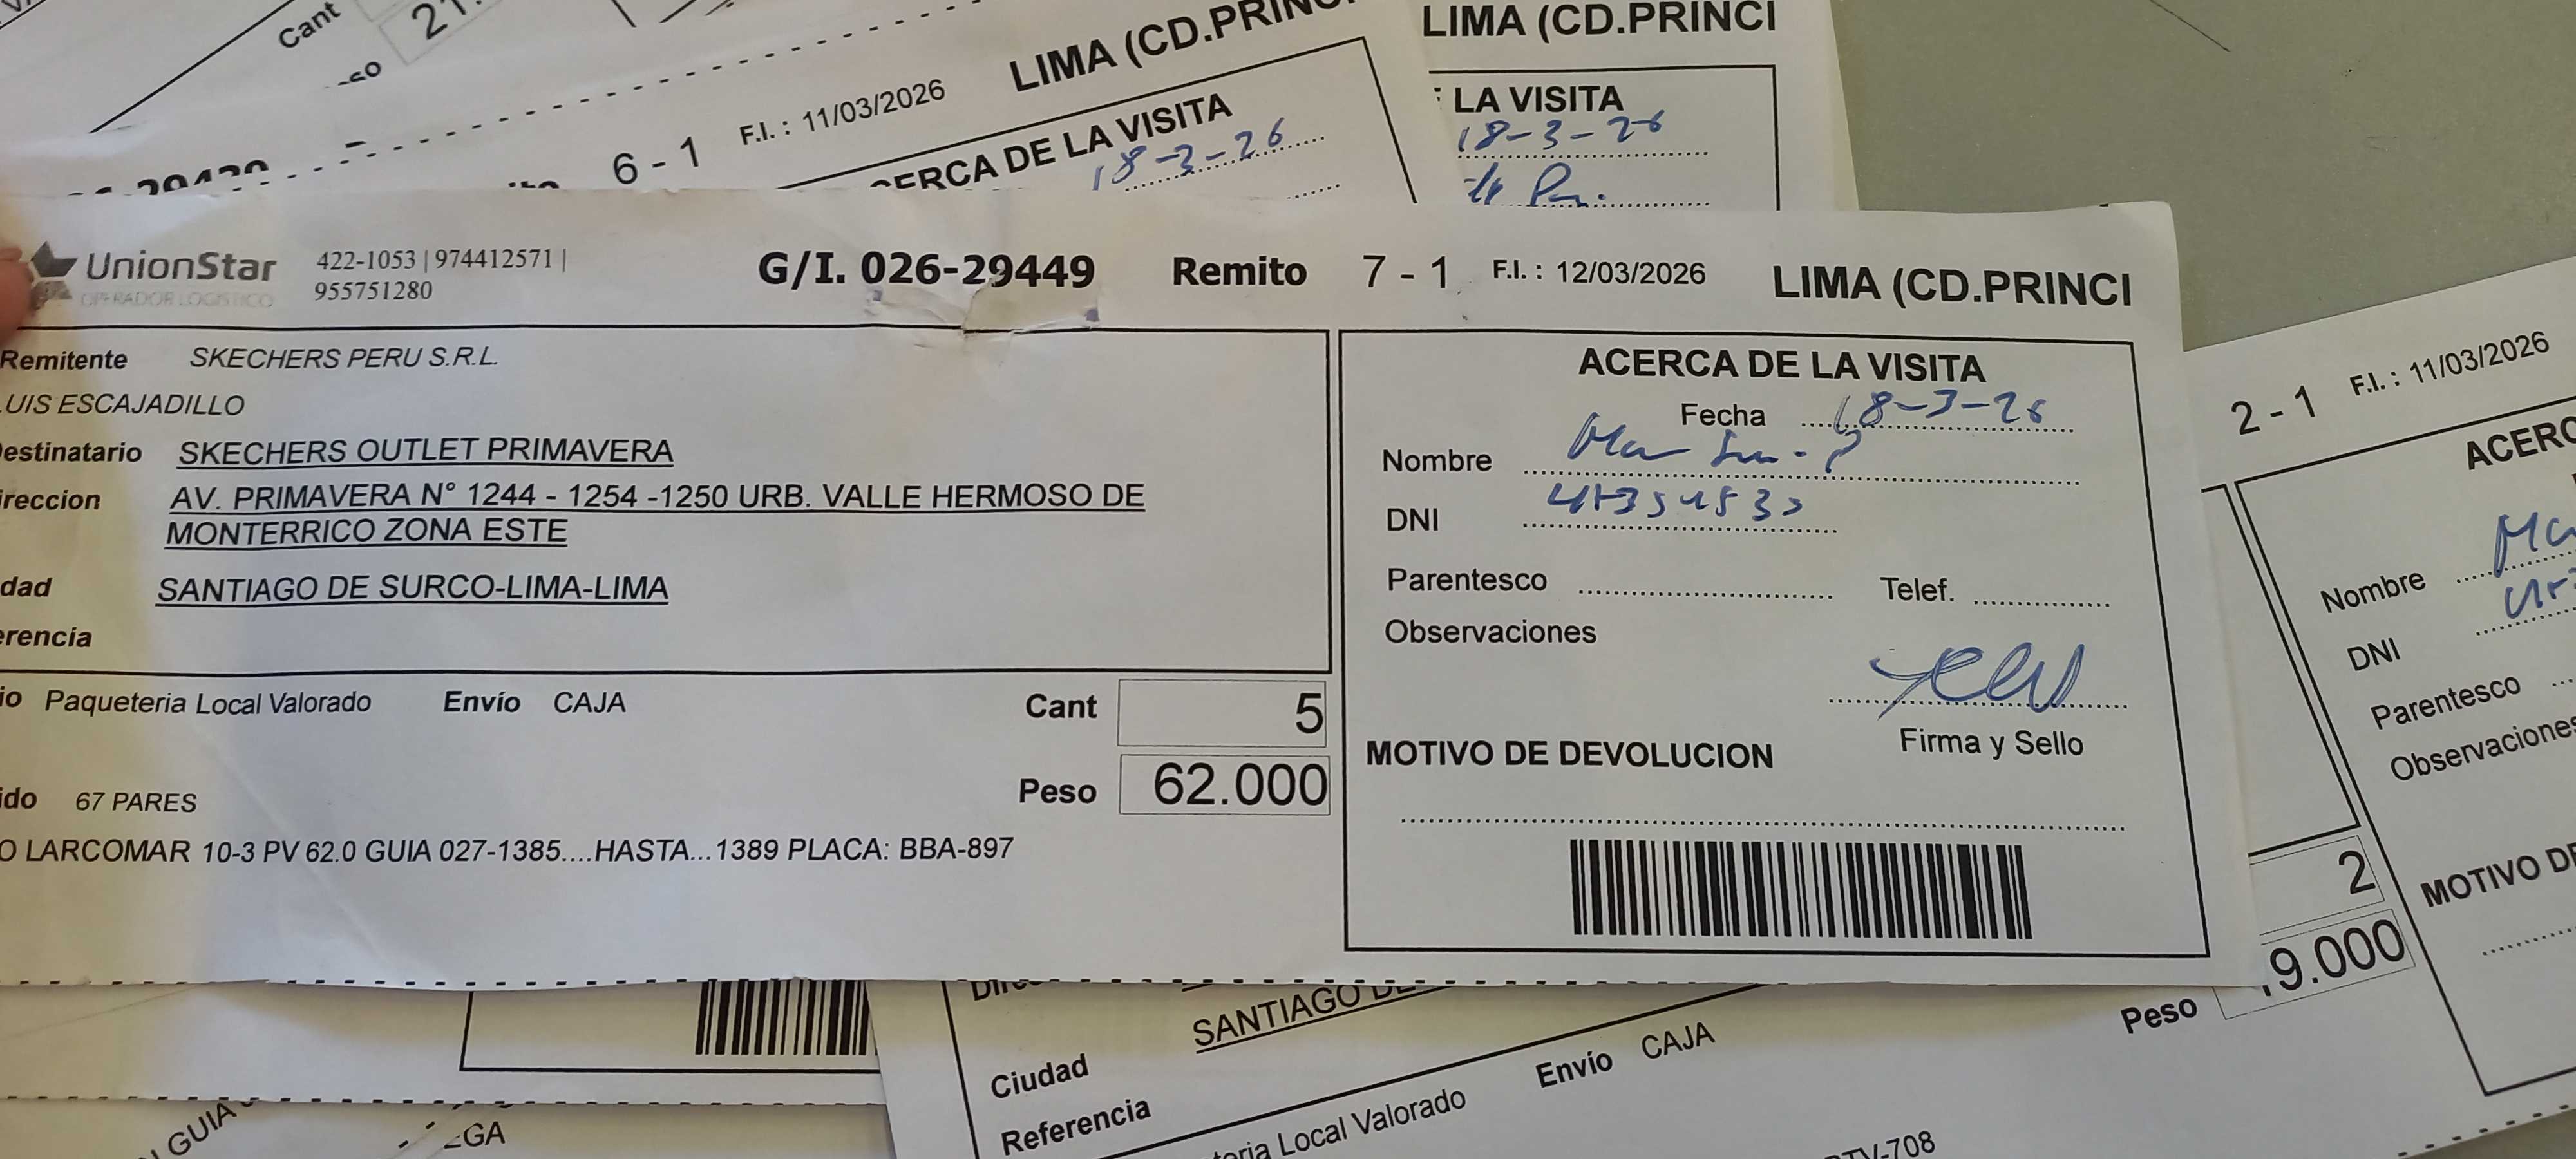 Cant
21.
LIMA (CD.PRINC
LIMA (CD.PRINCI
6 - 1 F.I. : 11/03/2026
ACERCA DE LA VISITA
18-3-26
LA VISITA
18-3-26
UnionStar
OPERADOR LOGISTICO
422-1053 | 974412571 |
955751280
G/I. 026-29449 Remito 7 - 1 F.I. : 12/03/2026 LIMA (CD.PRINCI
Remitente SKECHERS PERU S.R.L.
UIS ESCAJADILLO
estinatario SKECHERS OUTLET PRIMAVERA
ireccion AV. PRIMAVERA N° 1244 - 1254 -1250 URB. VALLE HERMOSO DE
MONTERRICO ZONA ESTE
dad SANTIAGO DE SURCO-LIMA-LIMA
erencia
io Paqueteria Local Valorado Envío CAJA
Cant 5
Peso 62.000
ido 67 PARES
O LARCOMAR 10-3 PV 62.0 GUIA 027-1385....HASTA...1389 PLACA: BBA-897
ACERCA DE LA VISITA
Fecha 18-3-26
Nombre
DNI
Parentesco Telef.
Observaciones
Firma y Sello
MOTIVO DE DEVOLUCION
2 - 1 F.I. : 11/03/2026
ACERC
Nombre
DNI
Parentesco
Observaciones
MOTIVO DE
2
Peso 9.000
SANTIAGO DE
Ciudad
Referencia
Envío CAJA
eria Local Valorado
GUIA
EGA
TV-708